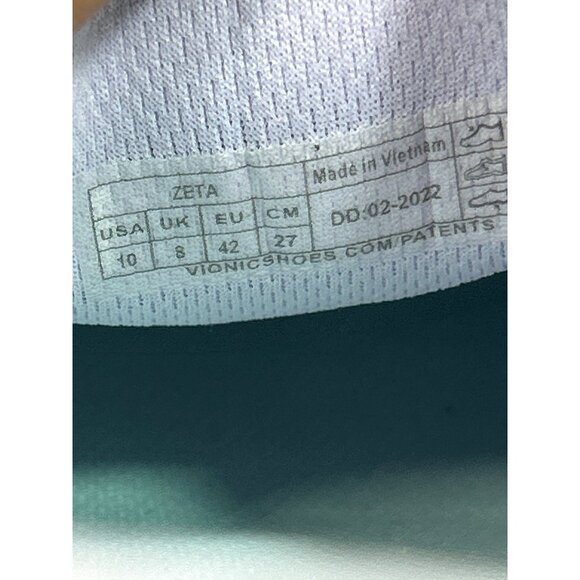 ZETA
Made in Vietnam
USA UK EU CM
DD:02-2022
10 8 42 27
VIONICSHOES.COM/PATENTS